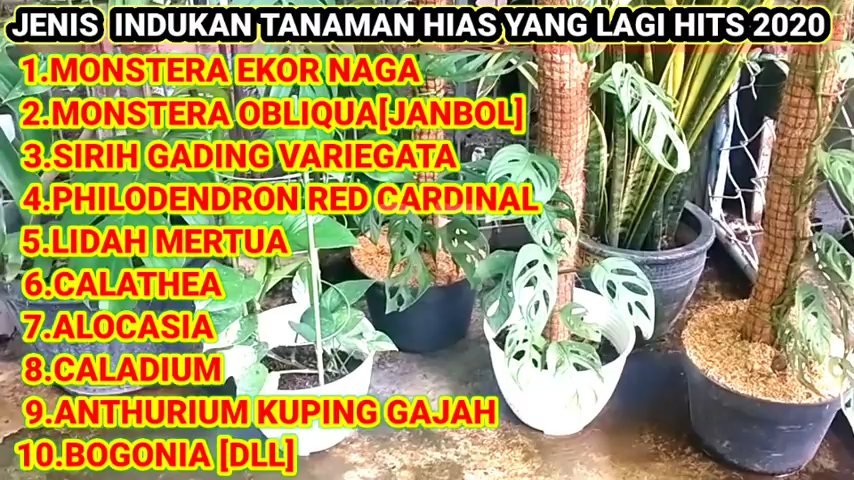 JENIS INDUKAN TANAMAN HIAS YANG LAGI HITS 2020
1.MONSTERA EKOR NAGA
2.MONSTERA OBLIQUA[JANBOL]
3.SIRIH GADING VARIEGATA
4.PHILODENDRON RED CARDINAL
5.LIDAH MERTUA
6.CALATHEA
7.ALOCASIA
8.CALADIUM
9.ANTHURIUM KUPING GAJAH
10.BOGONIA [DLL]